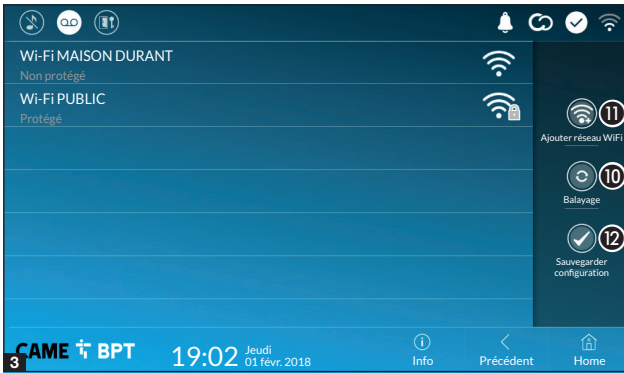 Wi-Fi MAISON DURANT
Non protégé
Wi-Fi PUBLIC
Protégé
11
Ajouter réseau WiFi
10
Balayage
12
Sauvegarder
configuration
3
CAME BPT
19:02
Jeudi
01 févr. 2018
Info
Précédent
Home